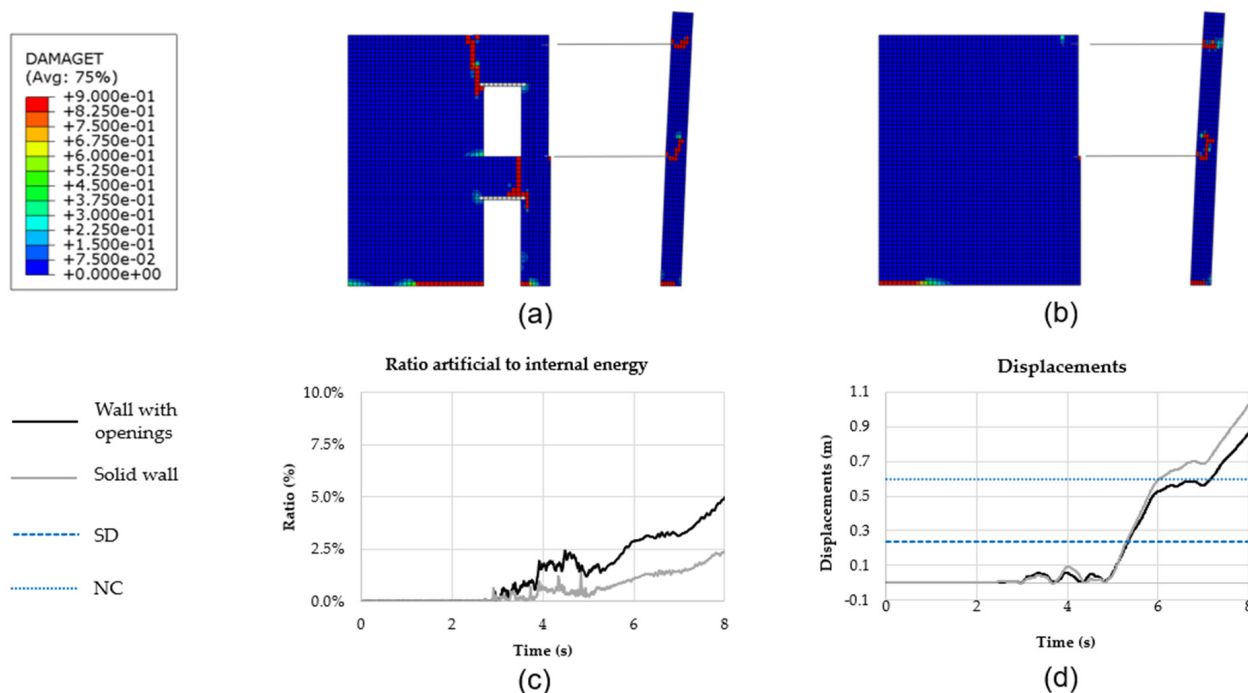 DAMAGET
(Avg: 75%)
+9.000e-01
+8.250e-01
+7.500e-01
+6.750e-01
+6.000e-01
+5.250e-01
+4.500e-01
+3.750e-01
+3.000e-01
+2.250e-01
+1.500e-01
+7.500e-02
+0.000e+00
(a)
(b)
Wall with
openings
Solid wall
SD
NC
Ratio artificial to internal energy
10.0%
7.5%
5.0%
2.5%
0.0%
Ratio (%)
0 2 4 6 8
Time (s)
(c)
Displacements
1.1
0.9
0.7
0.5
0.3
0.1
-0.1
Displacements (m)
0 2 4 6 8
Time (s)
(d)